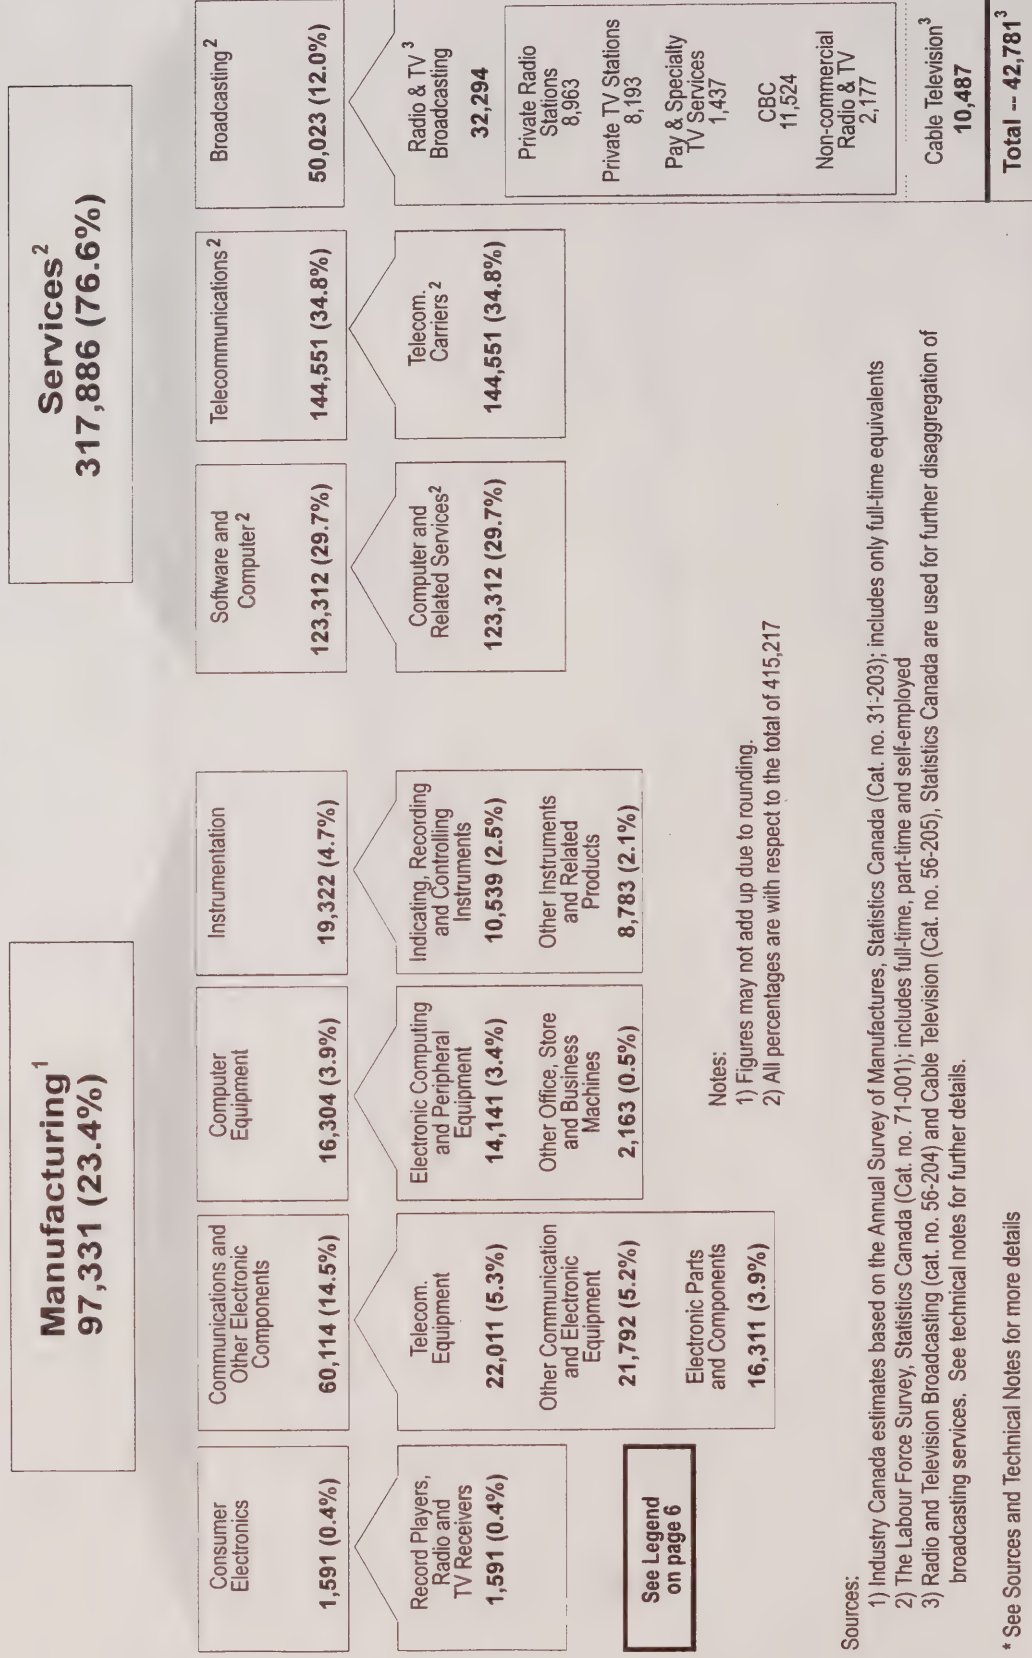 Manufacturing1
97,331 (23.4%)
Services2
317,886 (76.6%)
Consumer
Electronics
1,591 (0.4%)
Communications and
Other Electronic
Components
60,114 (14.5%)
Computer
Equipment
16,304 (3.9%)
Instrumentation
19,322 (4.7%)
Software and
Computer 2
123,312 (29.7%)
Telecommunications 2
144,551 (34.8%)
Broadcasting2
50,023 (12.0%)
Record Players,
Radio and
TV Receivers
1,591 (0.4%)
Telecom.
Equipment
22,011 (5.3%)
Other Communication
and Electronic
Equipment
21,792 (5.2%)
Electronic Parts
and Components
16,311 (3.9%)
Electronic Computing
and Peripheral
Equipment
14,141 (3.4%)
Other Office, Store
and Business
Machines
2,163 (0.5%)
Indicating, Recording
and Controlling
Instruments
10,539 (2.5%)
Other Instruments
and Related
Products
8,783 (2.1%)
Computer and
Related Services2
123,312 (29.7%)
Telecom.
Carriers 2
144,551 (34.8%)
Radio & TV 3
Broadcasting
32,294
Private Radio
Stations
8,963
Private TV Stations
8,193
Pay & Specialty
TV Services
1,437
CBC
11,524
Non-commercial
Radio & TV
2,177
Cable Television3
10,487
Total -- 42,7813
See Legend
on page 6
Notes:
1) Figures may not add up due to rounding.
2) All percentages are with respect to the total of 415,217
Sources:
1) Industry Canada estimates based on the Annual Survey of Manufactures, Statistics Canada (Cat. no. 31-203); includes only full-time equivalents
2) The Labour Force Survey, Statistics Canada (Cat. no. 71-001); includes full-time, part-time and self-employed
3) Radio and Television Broadcasting (cat. no. 56-204) and Cable Television (Cat. no. 56-205), Statistics Canada are used for further disaggregation of
broadcasting services. See technical notes for further details.
* See Sources and Technical Notes for more details